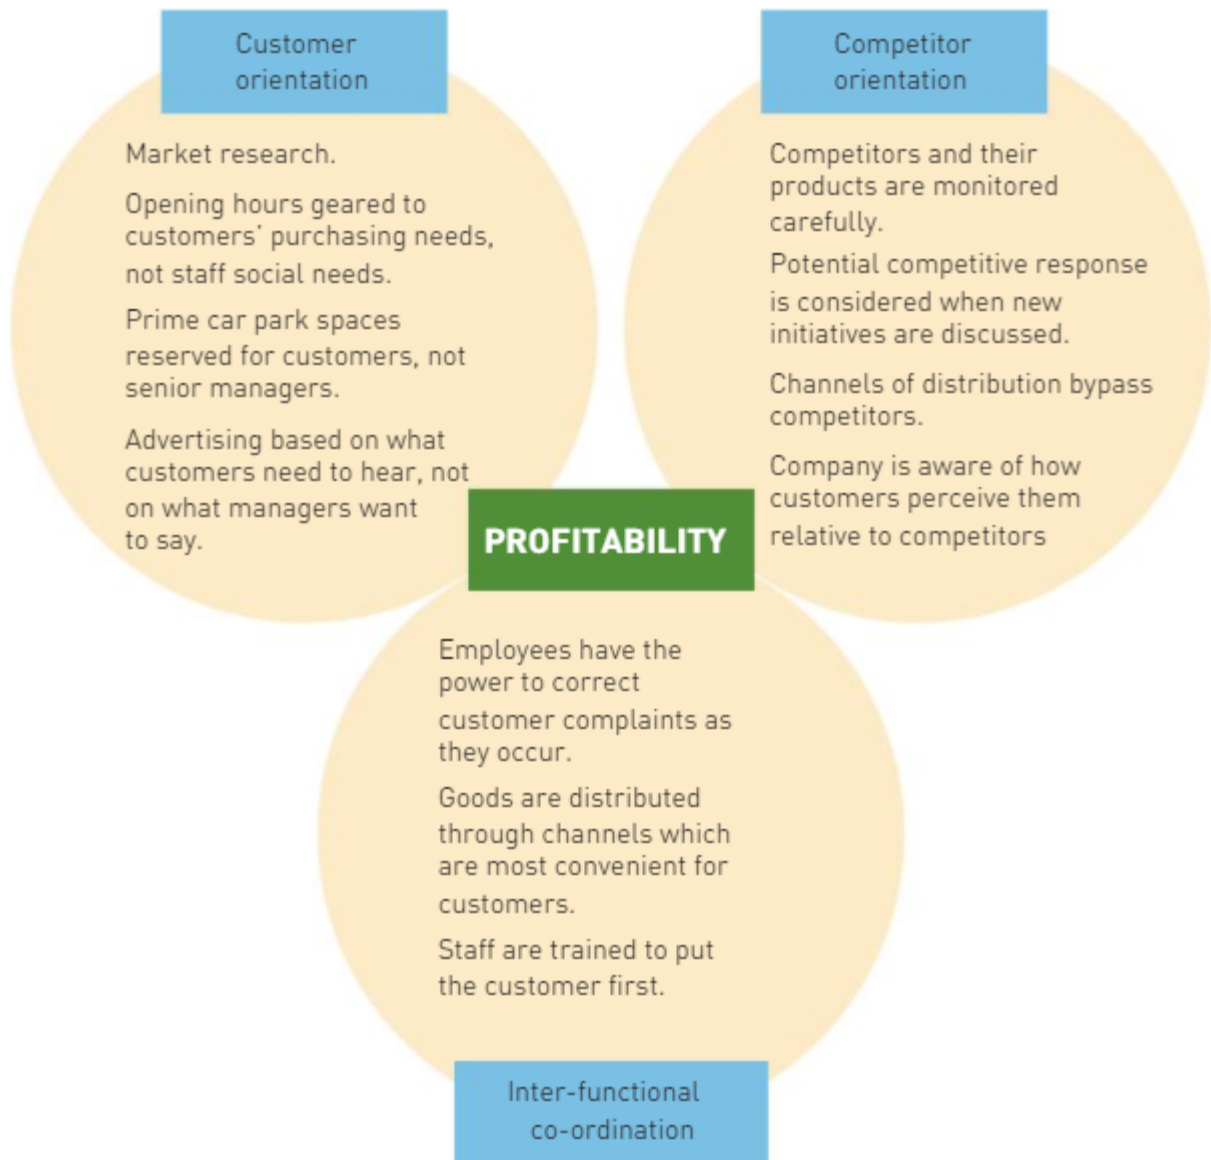 Customer
orientation
Market research.
Opening hours geared to
customers’ purchasing needs,
not staff social needs.
Prime car park spaces
reserved for customers, not
senior managers.
Advertising based on what
customers need to hear, not
on what managers want
to say.
Competitor
orientation
Competitors and their
products are monitored
carefully.
Potential competitive response
is considered when new
initiatives are discussed.
Channels of distribution bypass
competitors.
Company is aware of how
customers perceive them
relative to competitors
PROFITABILITY
Employees have the
power to correct
customer complaints as
they occur.
Goods are distributed
through channels which
are most convenient for
customers.
Staff are trained to put
the customer first.
Inter-functional
co-ordination